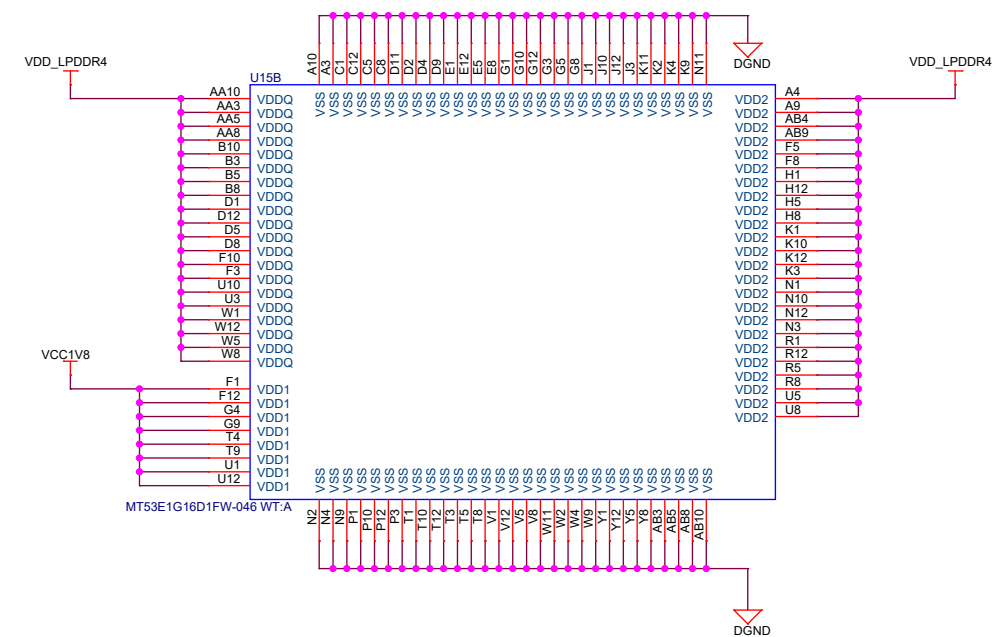 A10 A3 C1 C12 C5 C8 D11 D2 D4 D9 E1 E12 E5 E8 G1 G10 G12 G3 G5 G8 J1 J10 J12 J3 K11 K2 K4 K9 N11
DGND
VDD_LPDDR4
VDD_LPDDR4
U15B
VSS VSS VSS VSS VSS VSS VSS VSS VSS VSS VSS VSS VSS VSS VSS VSS VSS VSS VSS VSS VSS VSS VSS VSS VSS VSS VSS VSS VSS
AA10 VDDQ VDD2 A4
AA3 VDDQ VDD2 A9
AA5 VDDQ VDD2 AB4
AA8 VDDQ VDD2 AB9
B10 VDDQ VDD2 F5
B3 VDDQ VDD2 F8
B5 VDDQ VDD2 H1
B8 VDDQ VDD2 H12
D1 VDDQ VDD2 H5
D12 VDDQ VDD2 H8
D5 VDDQ VDD2 K1
D8 VDDQ VDD2 K10
F10 VDDQ VDD2 K12
F3 VDDQ VDD2 K3
U10 VDDQ VDD2 N1
U3 VDDQ VDD2 N10
W1 VDDQ VDD2 N12
W12 VDDQ VDD2 N3
W5 VDDQ VDD2 R1
W8 VDDQ VDD2 R12
VCC1V8
VDD2 R5
F1 VDD1 VDD2 R8
F12 VDD1 VDD2 U5
G4 VDD1 VDD2 U8
G9 VDD1
T4 VDD1
T9 VDD1
U1 VDD1
U12 VDD1
VSS VSS VSS VSS VSS VSS VSS VSS VSS VSS VSS VSS VSS VSS VSS VSS VSS VSS VSS VSS VSS VSS VSS VSS VSS VSS VSS VSS VSS
MT53E1G16D1FW-046 WT:A
N2 N4 N9 P1 P10 P12 P3 T1 T10 T12 T3 T5 T8 V1 V12 V5 V8 W11 W2 W4 W9 Y1 Y12 Y5 Y8 AB3 AB5 AB8 AB10
DGND